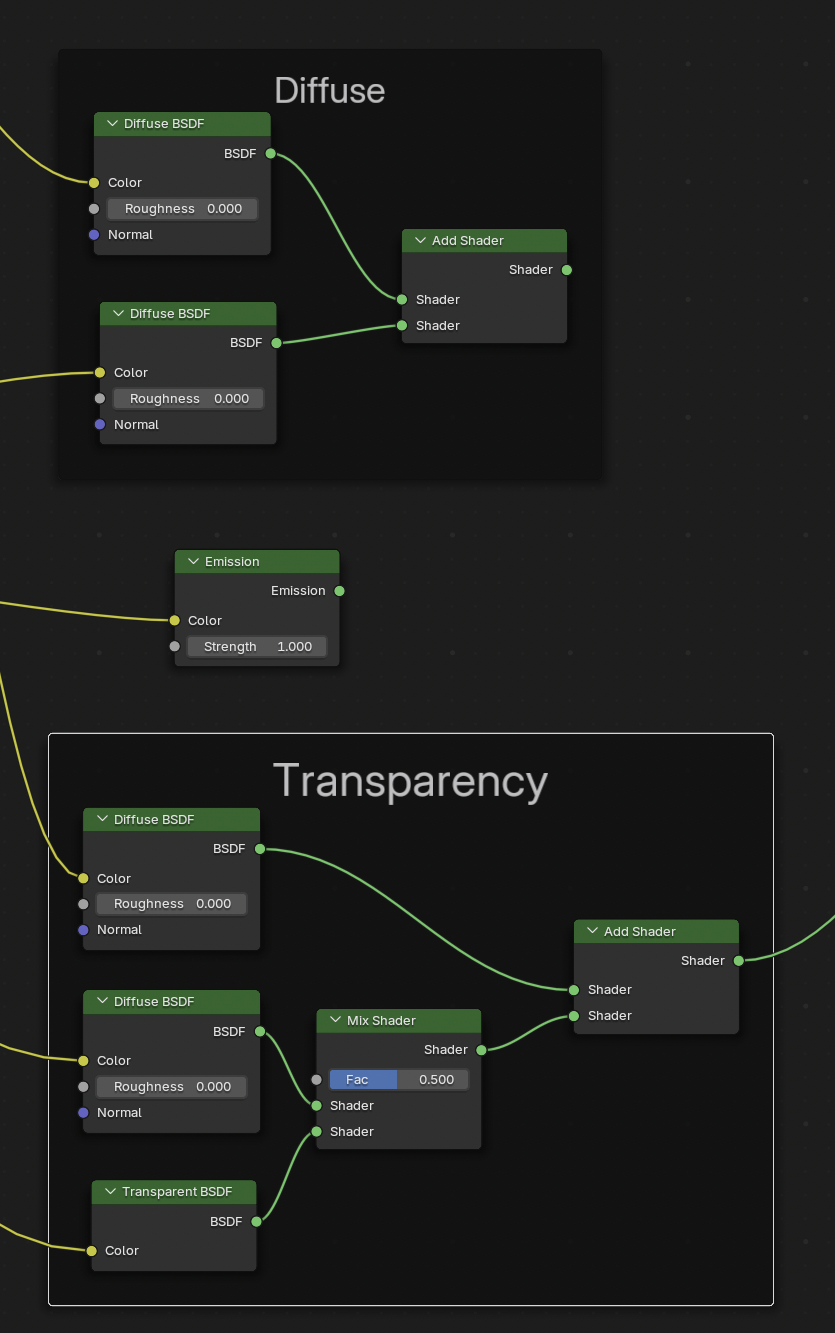 Diffuse
Diffuse BSDF
BSDF
Color
Roughness 0.000
Normal
Add Shader
Shader
Shader
Shader
Diffuse BSDF
BSDF
Color
Roughness 0.000
Normal
Emission
Emission
Color
Strength 1.000
Transparency
Diffuse BSDF
BSDF
Color
Roughness 0.000
Normal
Add Shader
Shader
Shader
Shader
Diffuse BSDF
BSDF
Color
Roughness 0.000
Normal
Mix Shader
Shader
Fac 0.500
Shader
Shader
Transparent BSDF
BSDF
Color